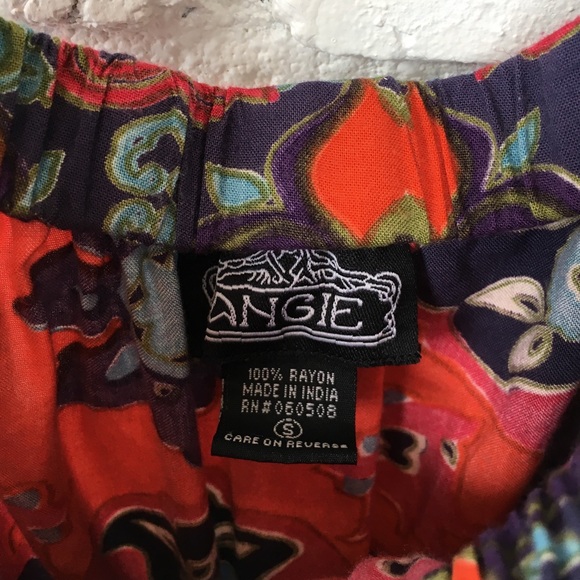 ANGIE
100% RAYON
MADE IN INDIA
RN#060508
S
CARE ON REVERSE